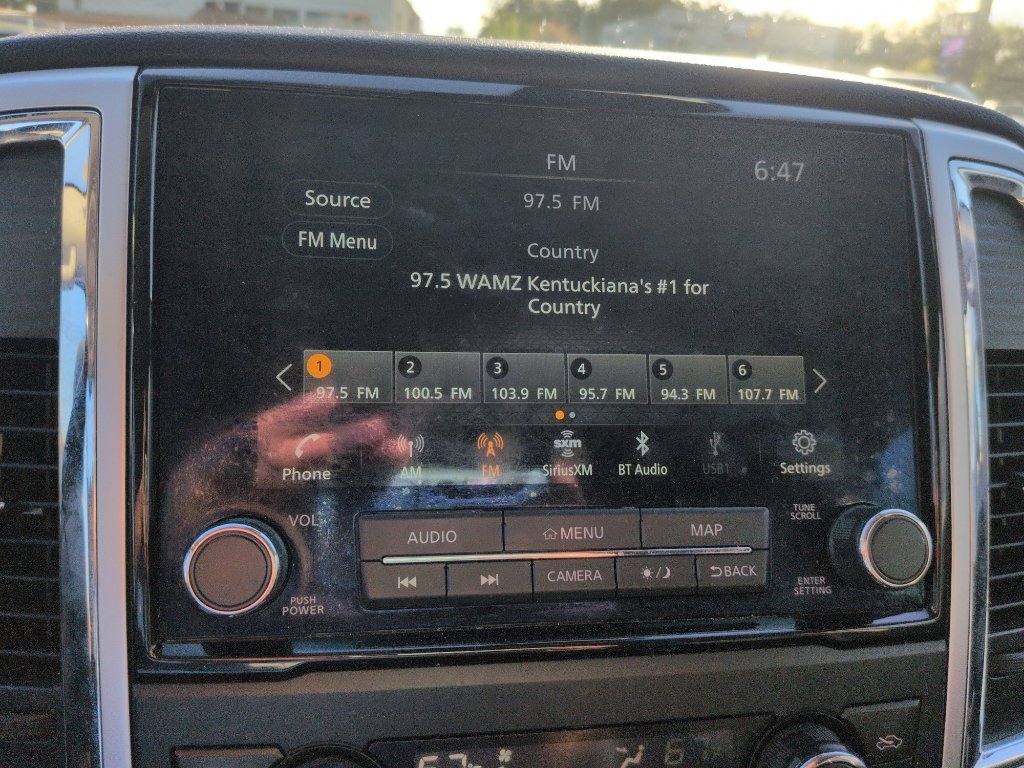 FM
6:47
Source
97.5 FM
FM Menu
Country
97.5 WAMZ Kentuckiana's #1 for
Country
1 2 3 4 5 6
97.5 FM 100.5 FM 103.9 FM 95.7 FM 94.3 FM 107.7 FM
sxm
Phone AM FM SiriusXM BT Audio USB1 Settings
VOL
AUDIO MENU MAP
TUNE
SCROLL
CAMERA BACK
PUSH
POWER
ENTER
SETTING
67 67